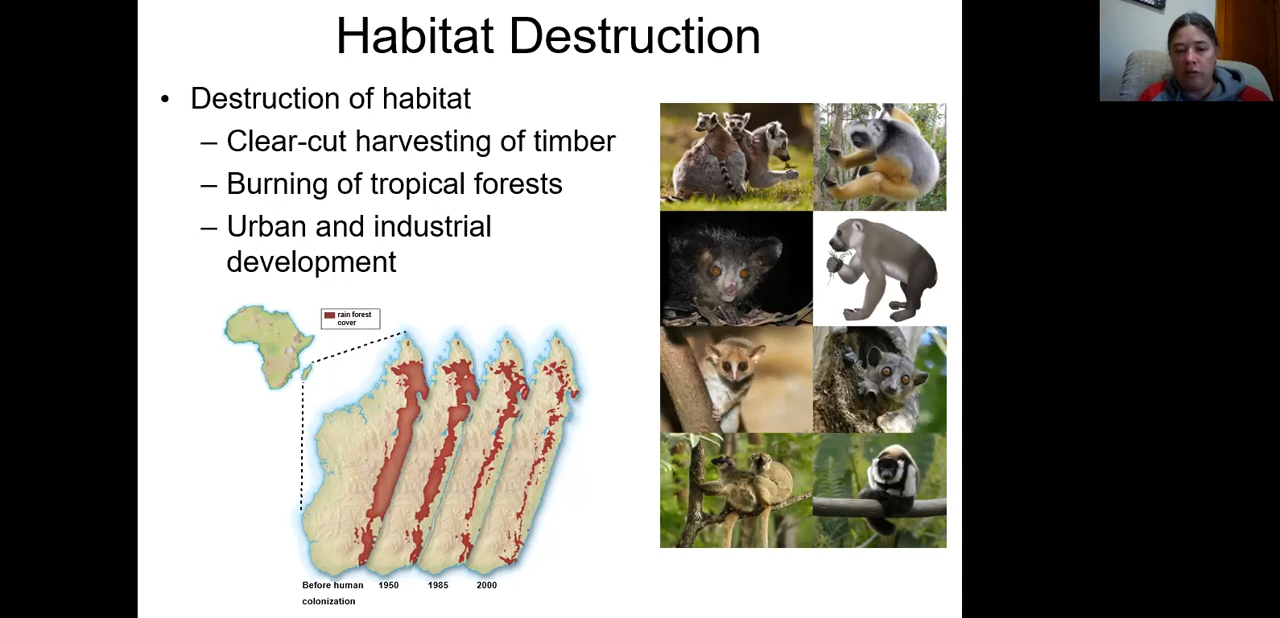 Habitat Destruction
• Destruction of habitat
– Clear-cut harvesting of timber
– Burning of tropical forests
– Urban and industrial
development
rain forest
cover
Before human 1950 1985 2000
colonization